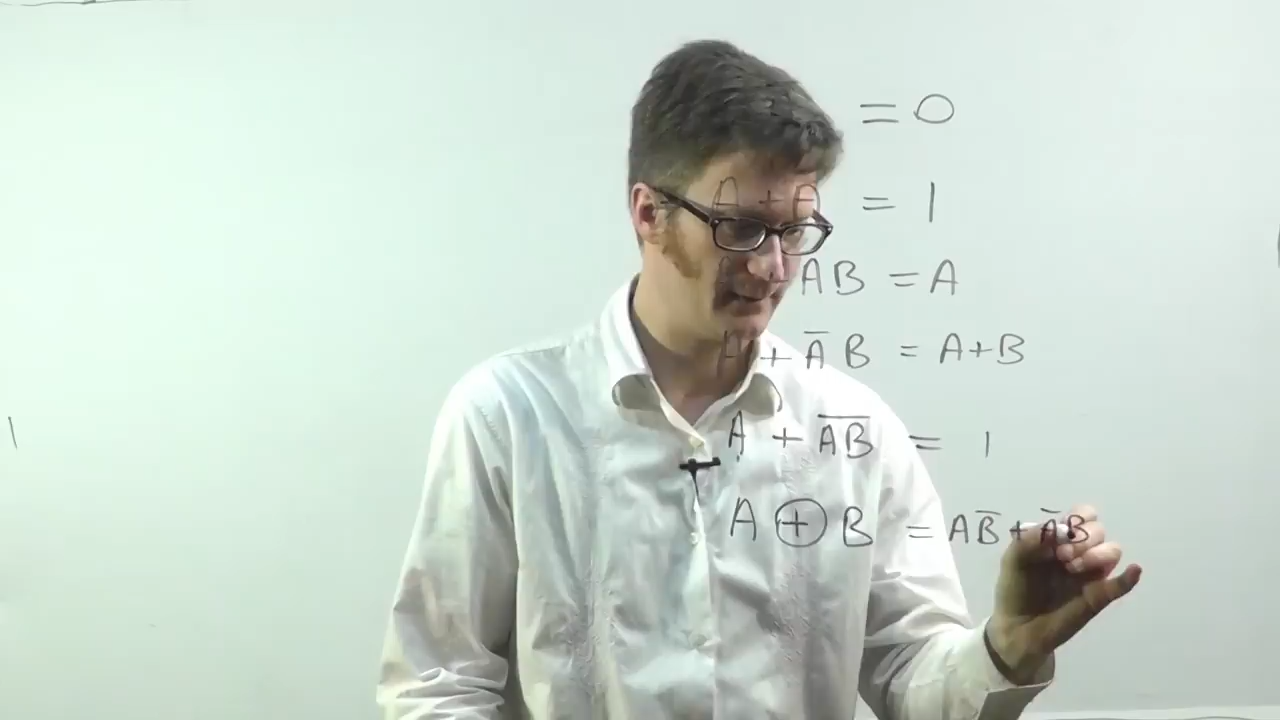 = 0
A + A = 1
+ AB = A
A + A̅ B = A+B
A + A̅B̅ = 1
A ⊕ B = AB̅ + A̅B